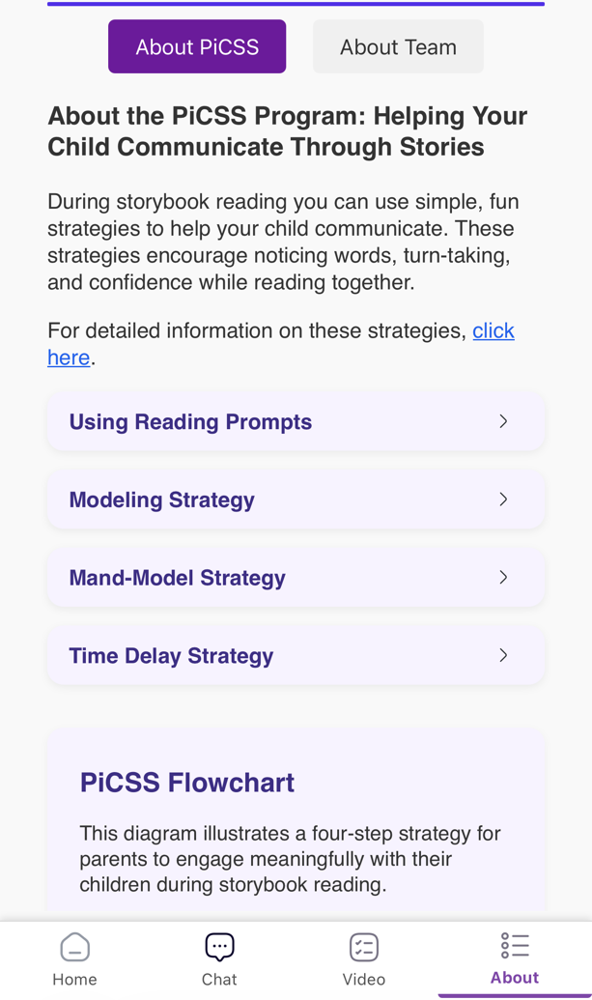 About PiCSS
About Team
About the PiCSS Program: Helping Your
Child Communicate Through Stories
During storybook reading you can use simple, fun
strategies to help your child communicate. These
strategies encourage noticing words, turn-taking,
and confidence while reading together.
For detailed information on these strategies, click
here.
Using Reading Prompts
Modeling Strategy
Mand-Model Strategy
Time Delay Strategy
PiCSS Flowchart
This diagram illustrates a four-step strategy for
parents to engage meaningfully with their
children during storybook reading.
Home
Chat
Video
About